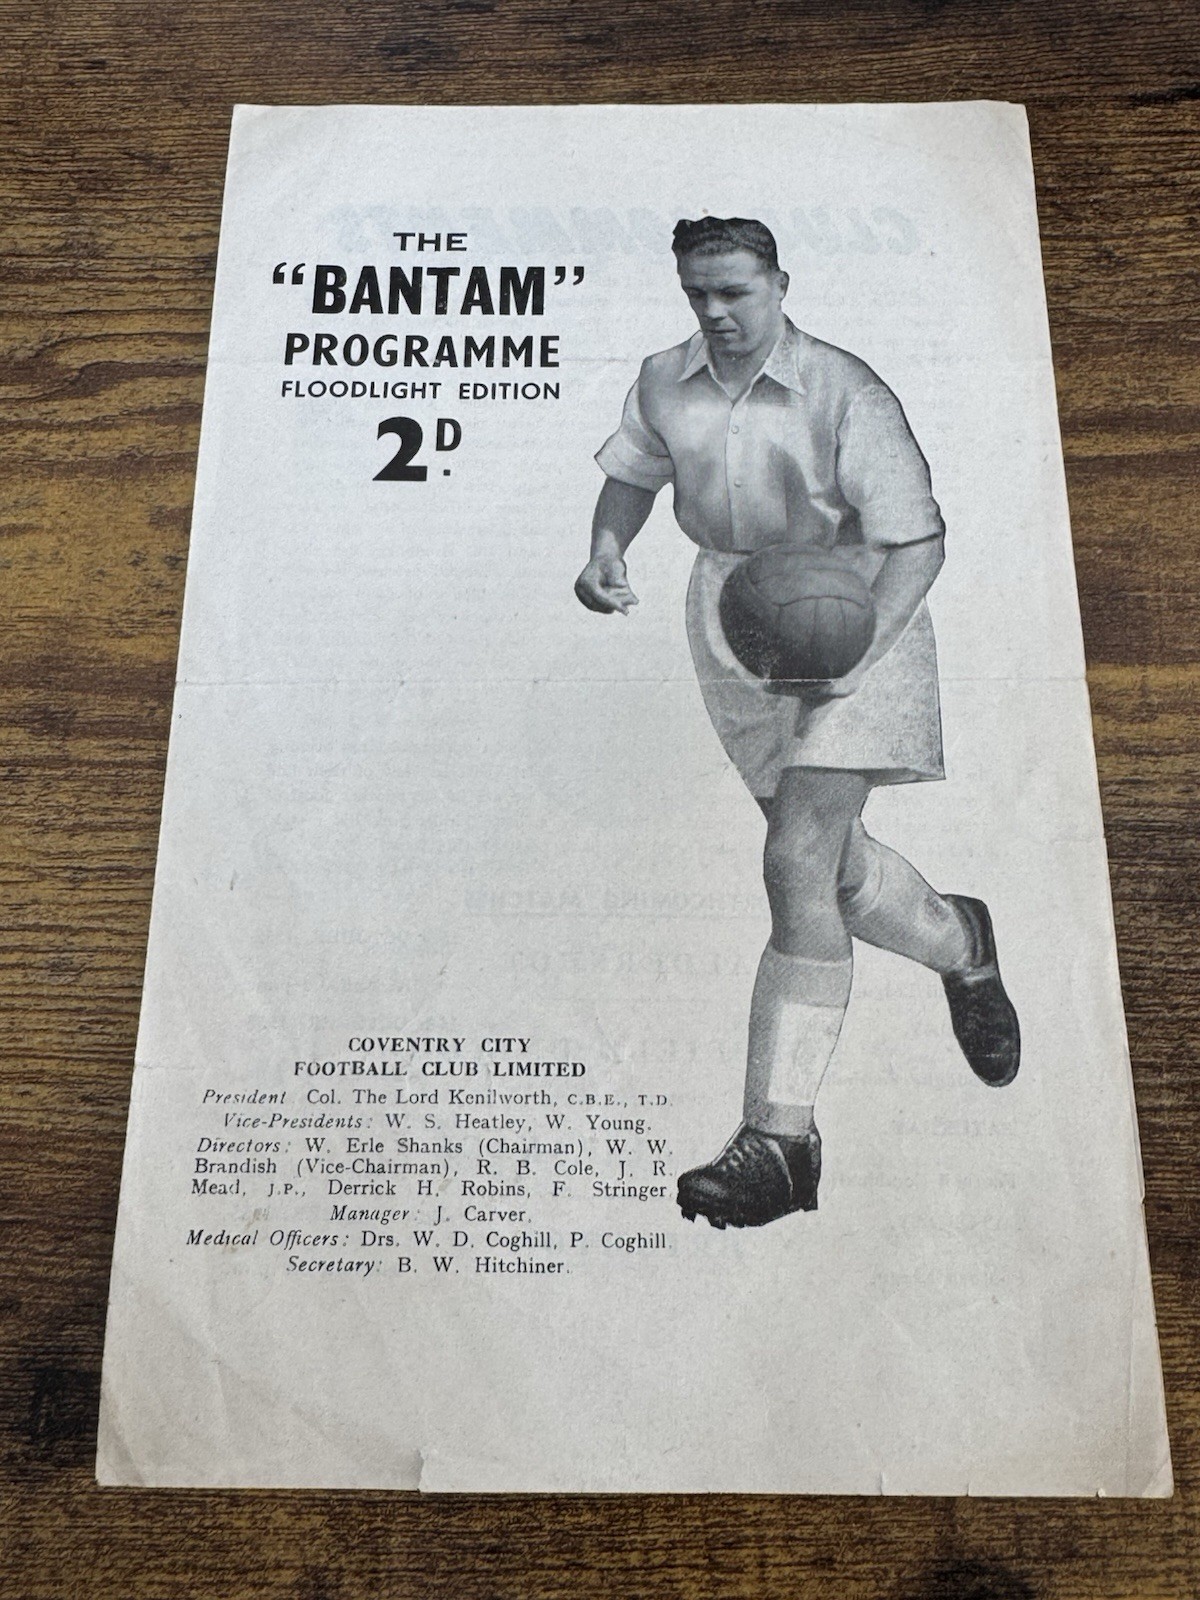 THE
"BANTAM"
PROGRAMME
FLOODLIGHT EDITION
2D.
COVENTRY CITY
FOOTBALL CLUB LIMITED
President Col. The Lord Kenilworth, C.B.E., T.D.
Vice-Presidents: W. S. Heatley, W. Young.
Directors: W. Erle Shanks (Chairman), W. W.
Brandish (Vice-Chairman), R. B. Cole, J. R.
Mead, J.P., Derrick H. Robins, F. Stringer.
Manager: J. Carver.
Medical Officers: Drs. W. D. Coghill, P. Coghill.
Secretary: B. W. Hitchiner.